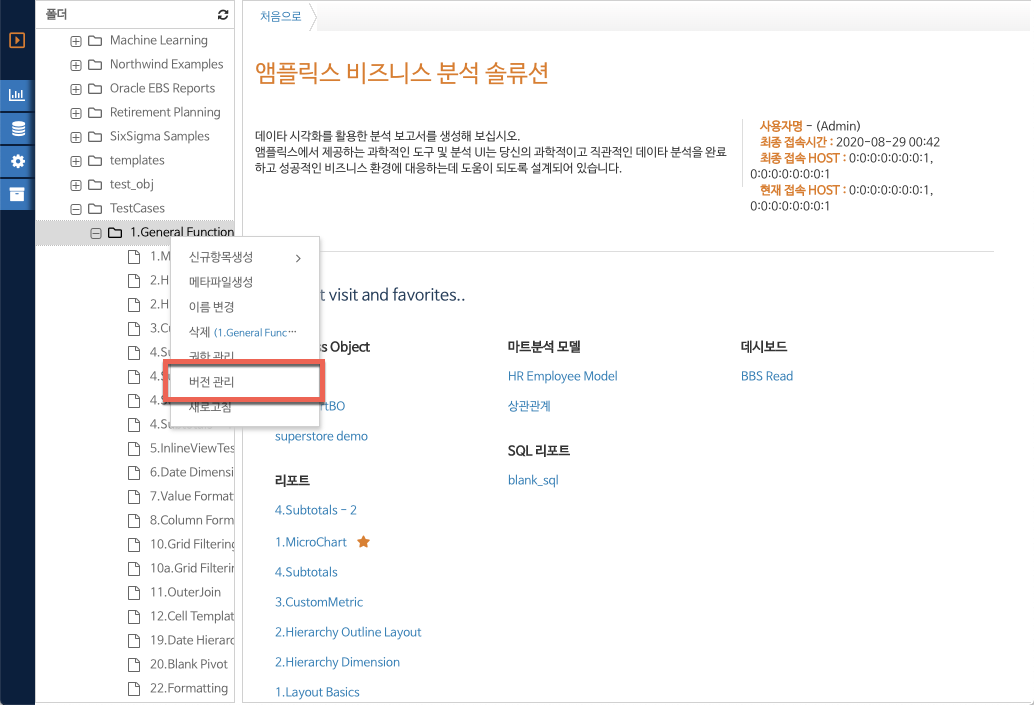 폴더
Machine Learning
Northwind Examples
Oracle EBS Reports
Retirement Planning
SixSigma Samples
templates
test_obj
TestCases
1.General Function
1.M
2.H
2.H
3.Cu
4.Su
4.Su
4.S
4.Su
5.InlineViewTes
6.Date Dimensi
7.Value Format
8.Column Form
10.Grid Filtering
10a.Grid Filterin
11.OuterJoin
12.Cell Templat
19.Date Hierarc
20.Blank Pivot
22.Formatting
신규항목생성
메타파일생성
이름 변경
삭제 (1.General Func…
권한 관리
버전 관리
새로고침
처음으로
앰플릭스 비즈니스 분석 솔류션
데이타 시각화를 활용한 분석 보고서를 생성해 보십시오.
앰플릭스에서 제공하는 과학적인 도구 및 분석 UI는 당신의 과학적이고 직관적인 데이타 분석을 완료
하고 성공적인 비즈니스 환경에 대응하는데 도움이 되도록 설계되어 있습니다.
사용자명 - (Admin)
최종 접속시간 : 2020-08-29 00:42
최종 접속 HOST : 0:0:0:0:0:0:0:1,
0:0:0:0:0:0:0:1
현재 접속 HOST : 0:0:0:0:0:0:0:1,
0:0:0:0:0:0:0:1
t visit and favorites..
s Object
rtBO
superstore demo
리포트
4.Subtotals - 2
1.MicroChart
4.Subtotals
3.CustomMetric
2.Hierarchy Outline Layout
2.Hierarchy Dimension
1.Layout Basics
마트분석 모델
HR Employee Model
상관관계
SQL 리포트
blank_sql
데시보드
BBS Read